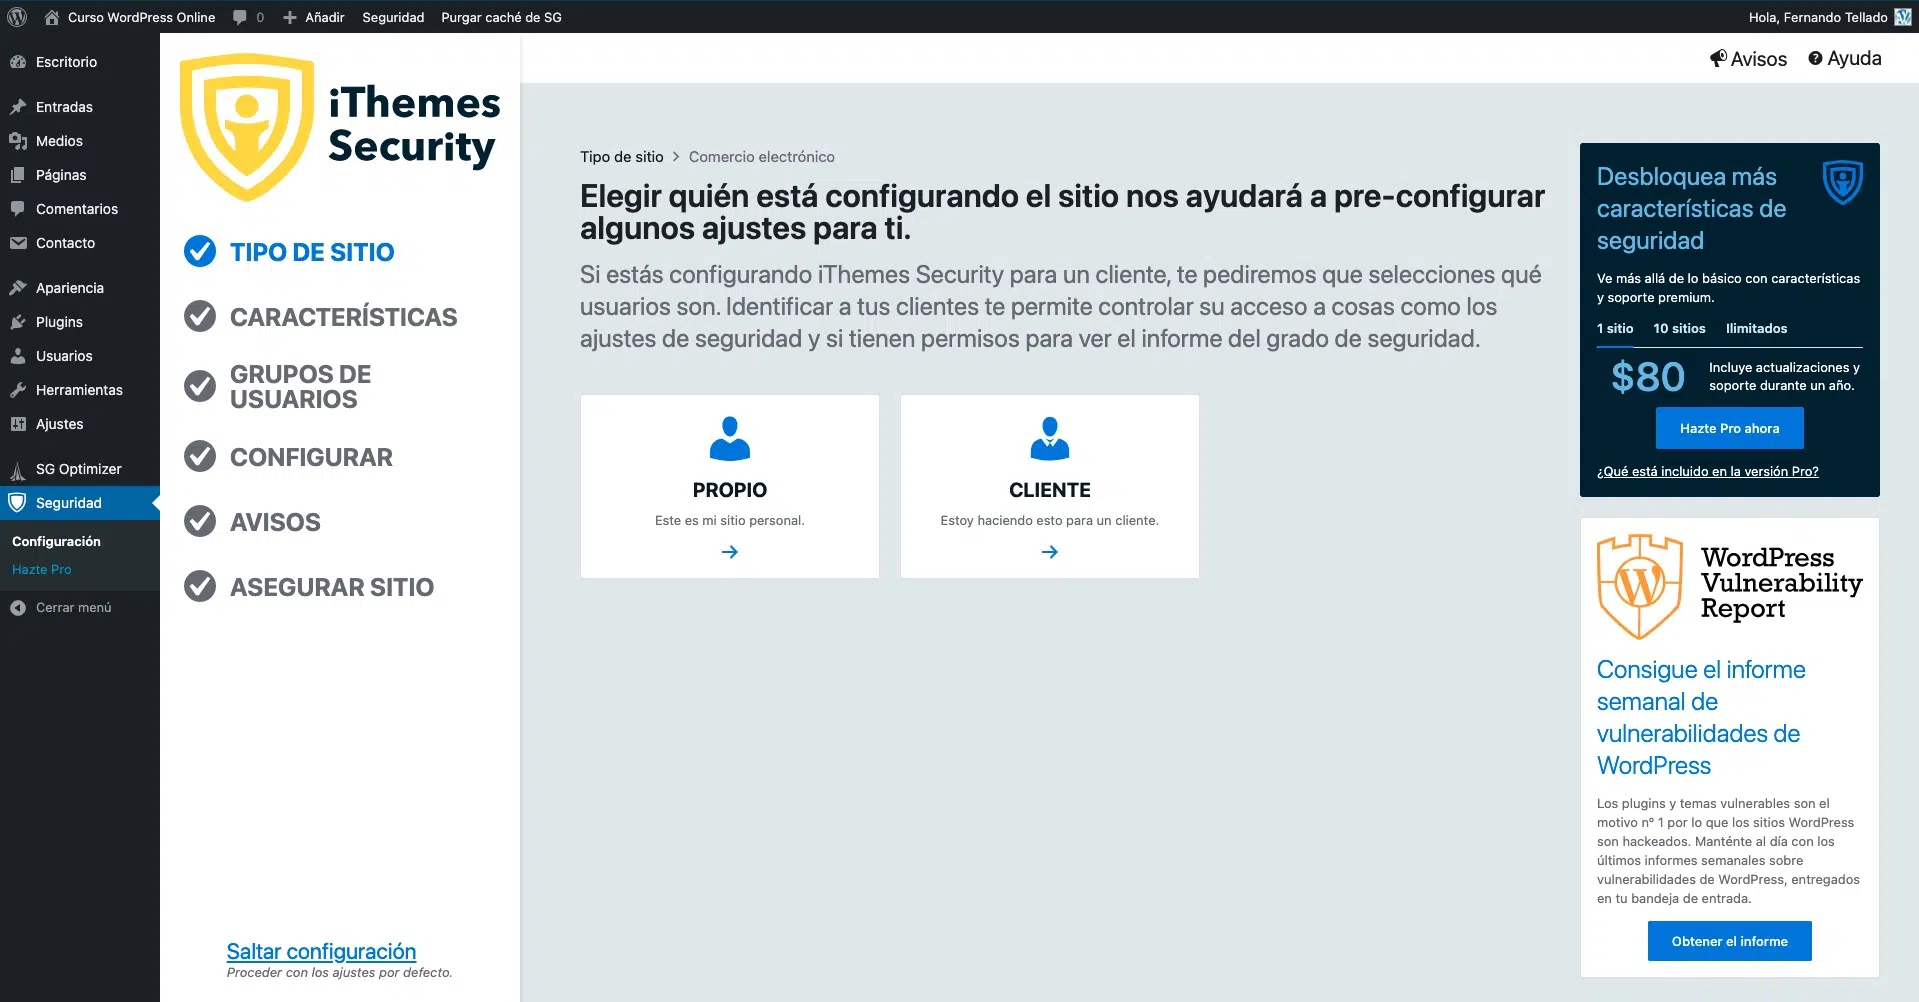 Curso WordPress Online
0
Añadir
Seguridad
Purgar caché de SG
Hola, Fernando Tellado
Escritorio
Entradas
Medios
Páginas
Comentarios
Contacto
Apariencia
Plugins
Usuarios
Herramientas
Ajustes
SG Optimizer
Seguridad
Configuración
Hazte Pro
Cerrar menú
iThemes
Security
TIPO DE SITIO
CARACTERÍSTICAS
GRUPOS DE
USUARIOS
CONFIGURAR
AVISOS
ASEGURAR SITIO
Saltar configuración
Proceder con los ajustes por defecto.
Avisos
Ayuda
Tipo de sitio > Comercio electrónico
Elegir quién está configurando el sitio nos ayudará a pre-configurar
algunos ajustes para ti.
Si estás configurando iThemes Security para un cliente, te pediremos que selecciones qué
usuarios son. Identificar a tus clientes te permite controlar su acceso a cosas como los
ajustes de seguridad y si tienen permisos para ver el informe del grado de seguridad.
PROPIO
Este es mi sitio personal.
CLIENTE
Estoy haciendo esto para un cliente.
Desbloquea más
características de
seguridad
Ve más allá de lo básico con características
y soporte premium.
1 sitio
10 sitios
Ilimitados
$80
Incluye actualizaciones y
soporte durante un año.
Hazte Pro ahora
¿Qué está incluido en la versión Pro?
WordPress
Vulnerability
Report
Consigue el informe
semanal de
vulnerabilidades de
WordPress
Los plugins y temas vulnerables son el
motivo nº 1 por lo que los sitios WordPress
son hackeados. Manténte al día con los
últimos informes semanales sobre
vulnerabilidades de WordPress, entregados
en tu bandeja de entrada.
Obtener el informe